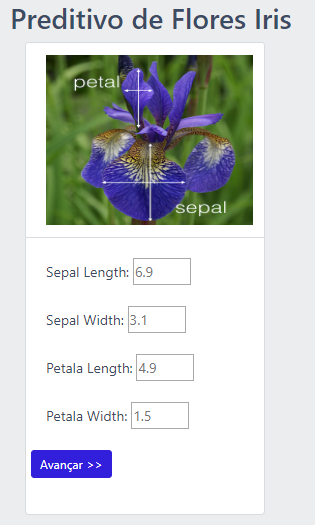 Preditivo de Flores Iris
petal
sepal
Sepal Length: 6.9
Sepal Width: 3.1
Petala Length: 4.9
Petala Width: 1.5
Avançar >>